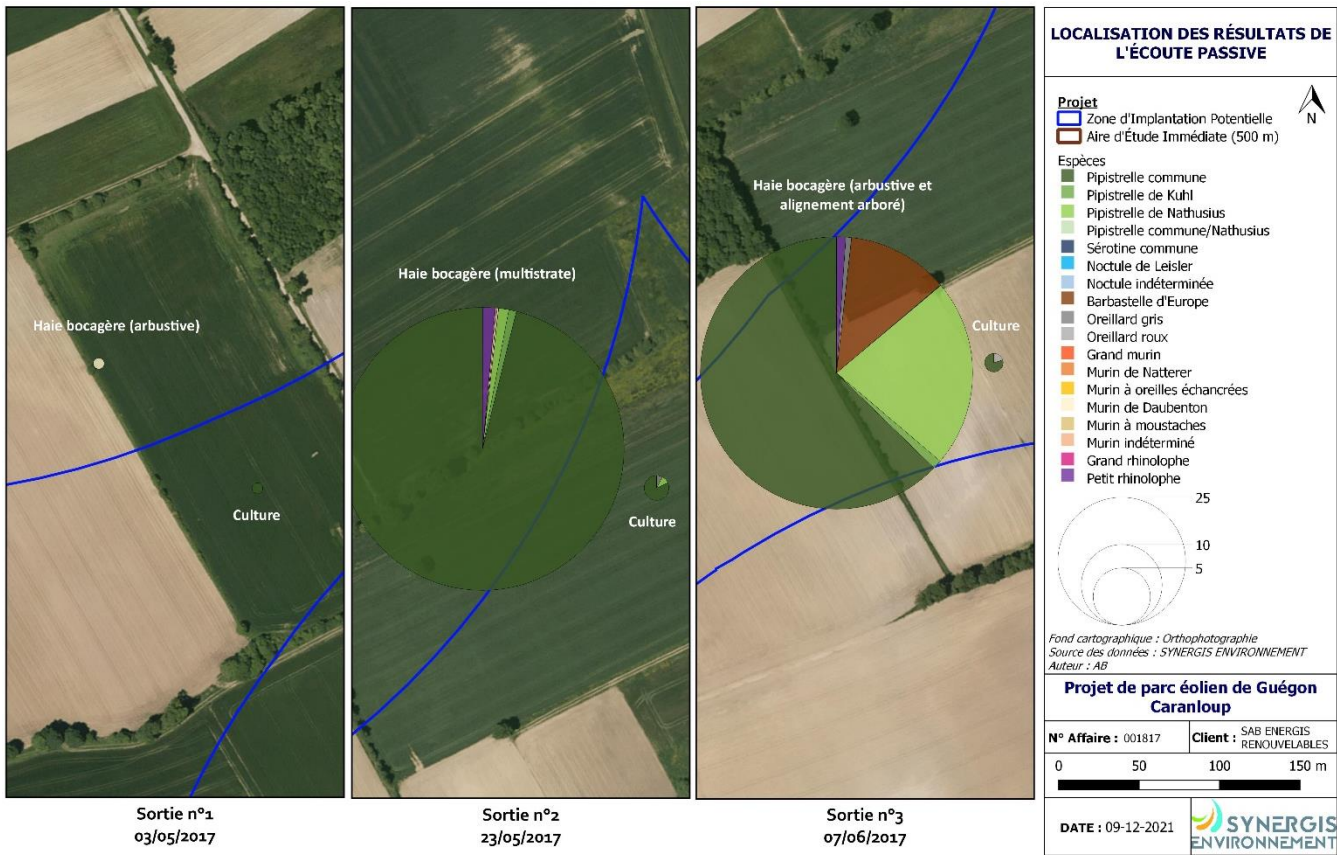 Haie bocagère (arbustive)
Culture
Sortie n°1
03/05/2017
Haie bocagère (multistrate)
Culture
Sortie n°2
23/05/2017
Haie bocagère (arbustive et
alignement arboré)
Culture
Sortie n°3
07/06/2017
LOCALISATION DES RÉSULTATS DE
L'ÉCOUTE PASSIVE
Projet
Zone d'Implantation Potentielle
Aire d'Étude Immédiate (500 m)
N
Espèces
Pipistrelle commune
Pipistrelle de Kuhl
Pipistrelle de Nathusius
Pipistrelle commune/Nathusius
Sérotine commune
Noctule de Leisler
Noctule indéterminée
Barbastelle d'Europe
Oreillard gris
Oreillard roux
Grand murin
Murin de Natterer
Murin à oreilles échancrées
Murin de Daubenton
Murin à moustaches
Murin indéterminé
Grand rhinolophe
Petit rhinolophe
25
10
5
Fond cartographique : Orthophotographie
Source des données : SYNERGIS ENVIRONNEMENT
Auteur : AB
Projet de parc éolien de Guégon
Caranloup
N° Affaire : 001817
Client : SAB ENERGIS
RENOUVELABLES
0 50 100 150 m
DATE : 09-12-2021
SYNERGIS
ENVIRONNEMENT